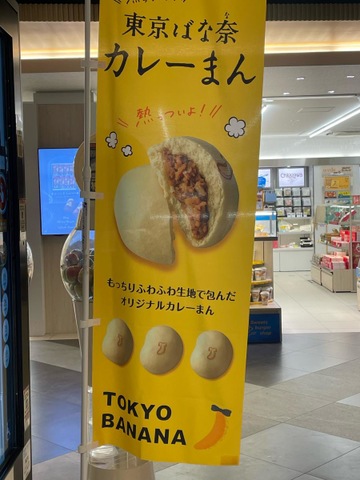 東京ばな奈
な
カレーまん
熱っついよ!
もっちりふわふわ生地で包んだ
オリジナルカレーまん
TOKYO
BANANA